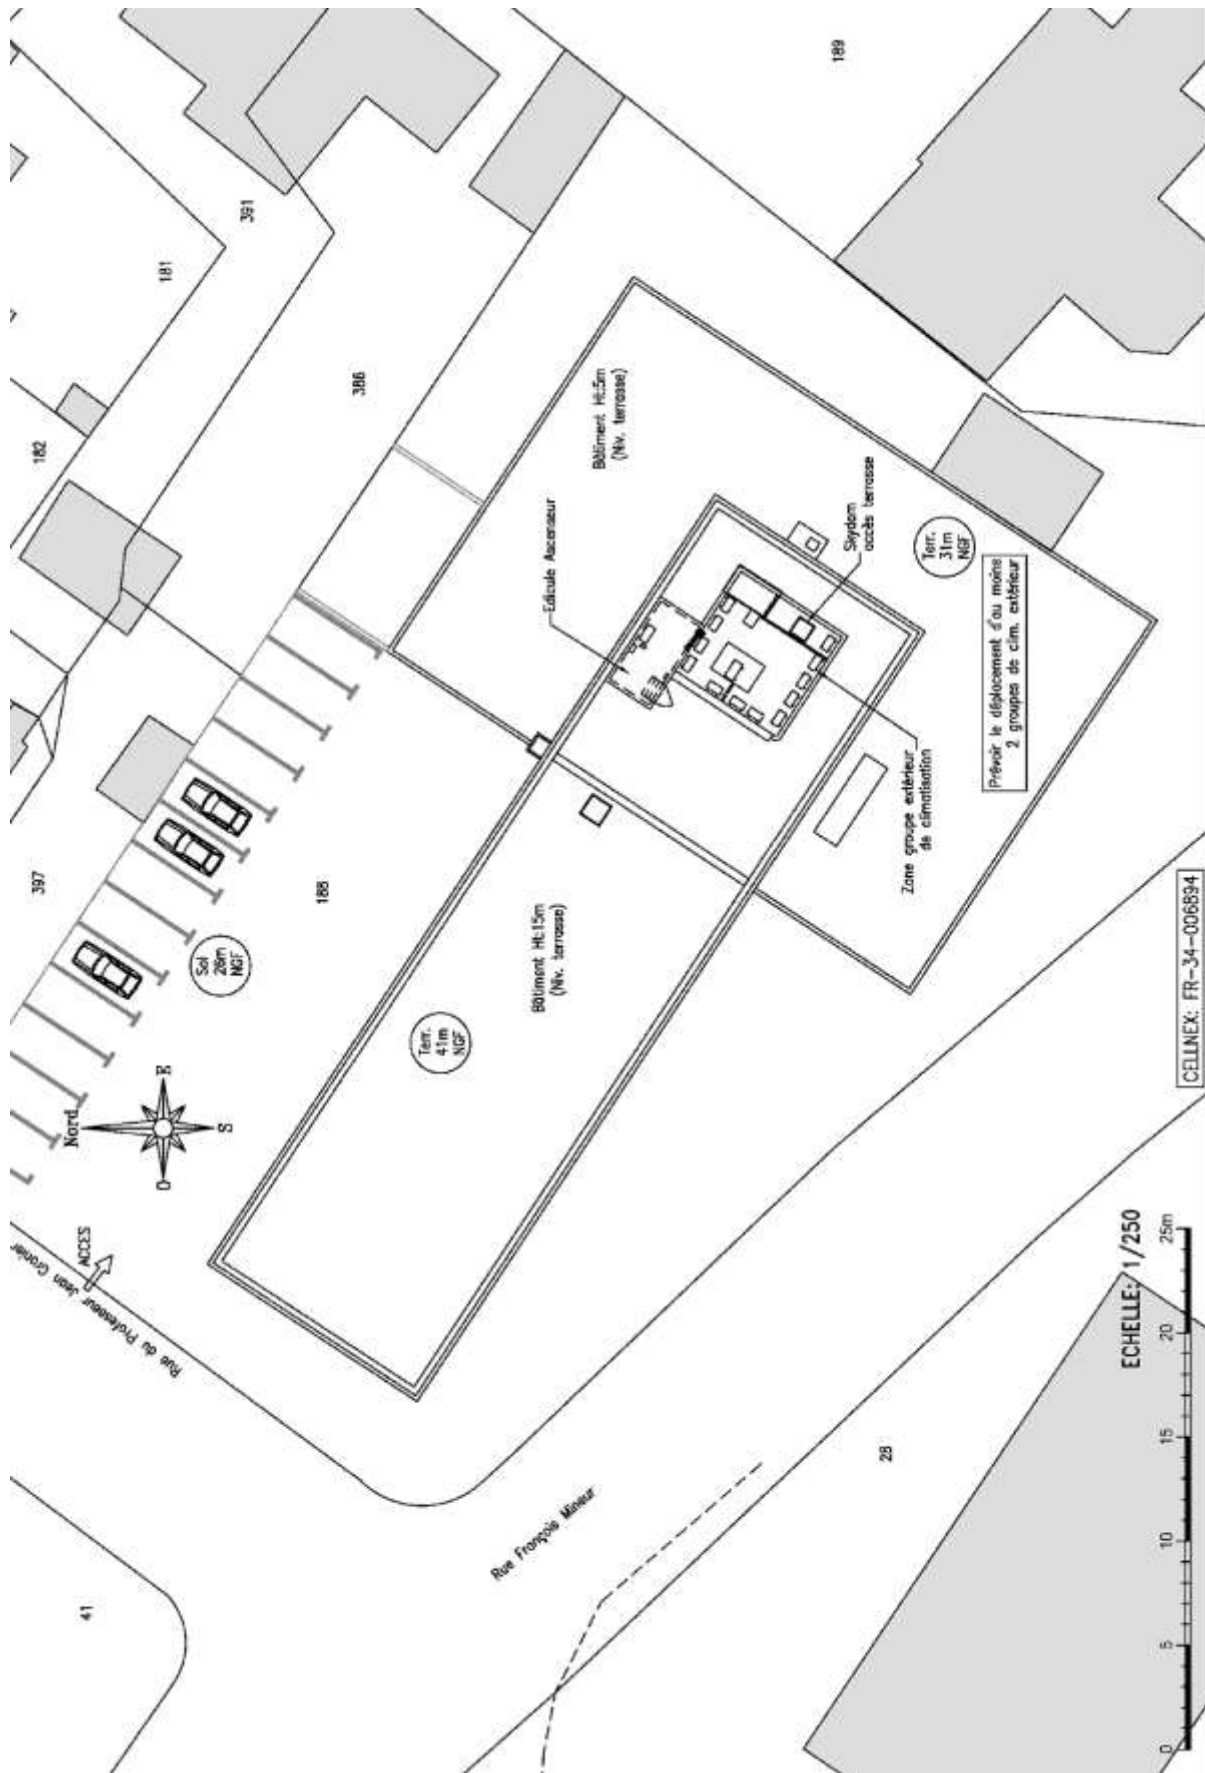 189
391
181
386
182
Bâtiment Ht:5m
(Niv. terrasse)
Edicule Ascenseur
Skydom
accès terrasse
Terr.
31m
NGF
Prévoir le déplacement d'au moins
2 groupes de clim. extérieur
Zone groupe extérieur
de climatisation
397
188
Sol
26m
NGF
Bâtiment Ht:15m
(Niv. terrasse)
Terr.
41m
NGF
Nord
E
S
O
ACCES
Rue du Professeur Jean Granier
CELLNEX: FR-34-006894
ECHELLE: 1/250
0
5
10
15
20
25m
28
Rue François Mineur
41